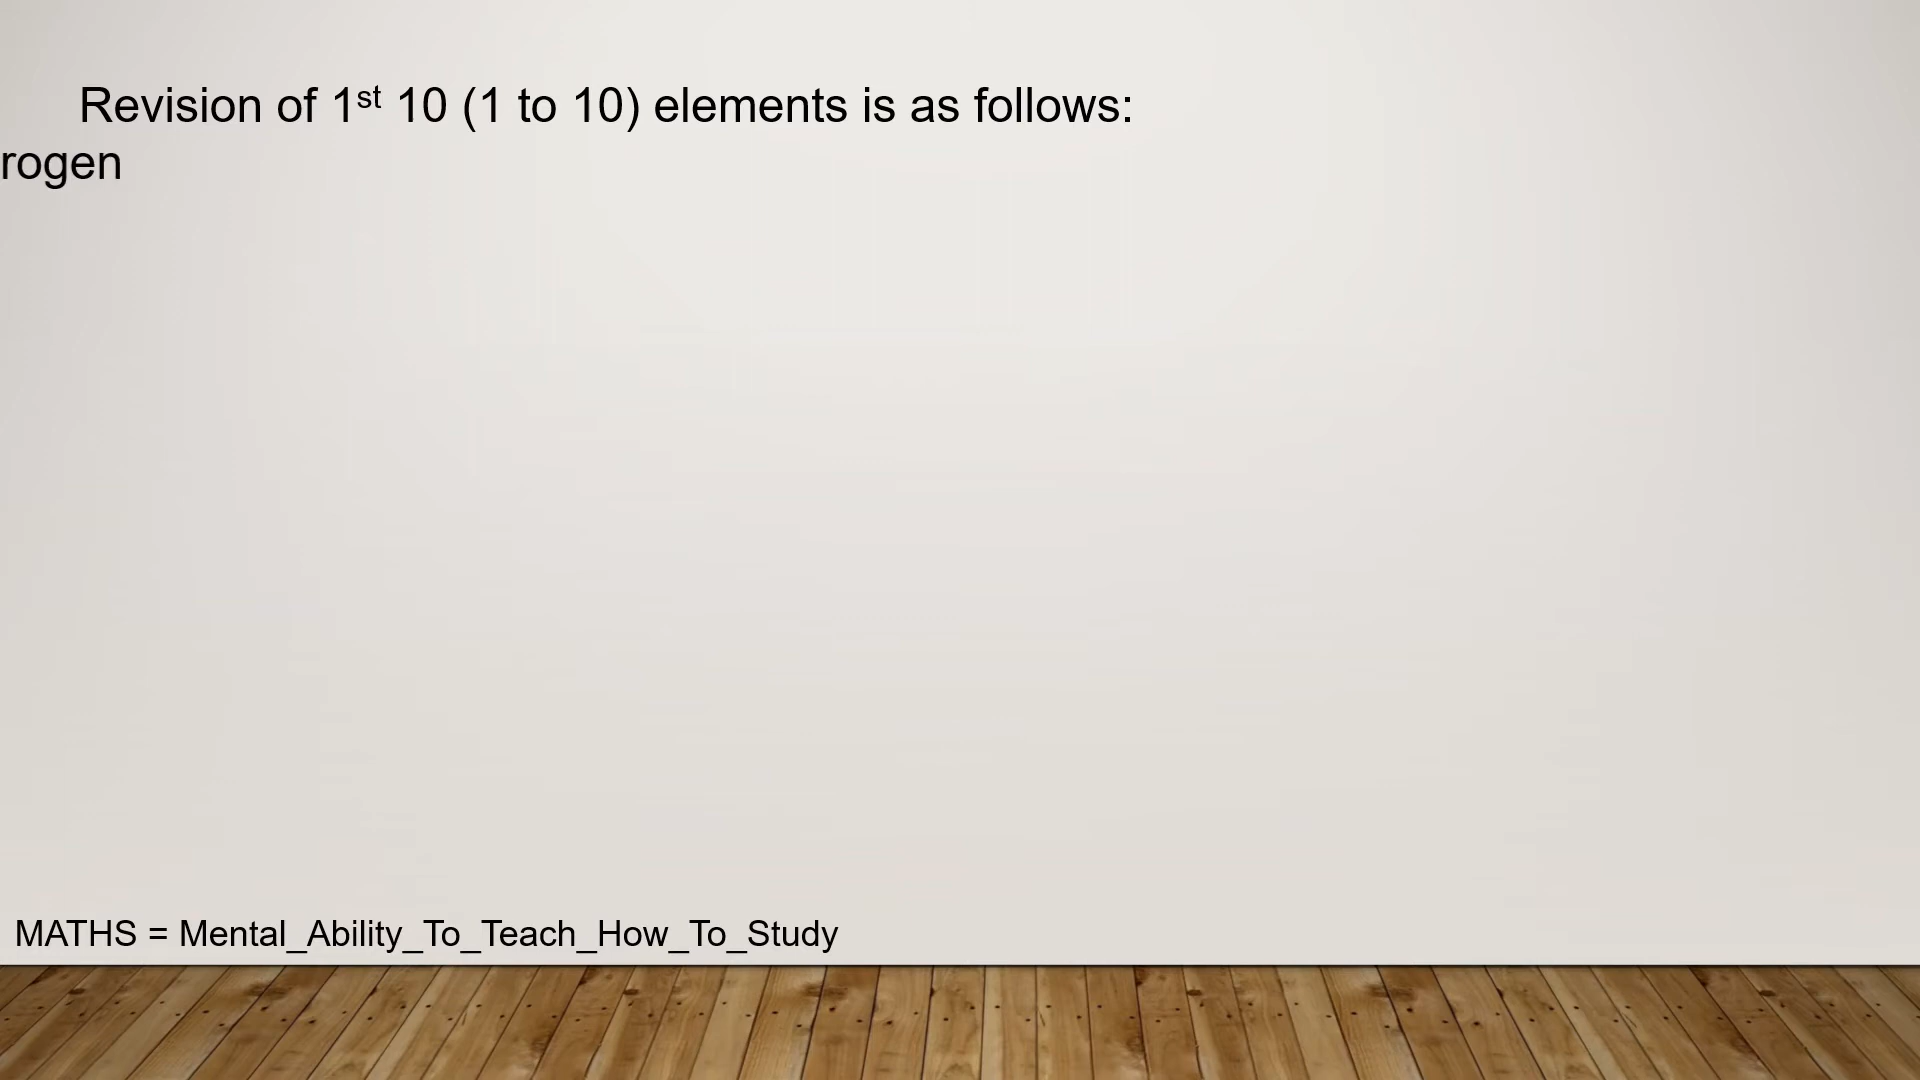 Revision of 1st 10 (1 to 10) elements is as follows:
rogen
MATHS = Mental_Ability_To_Teach_How_To_Study